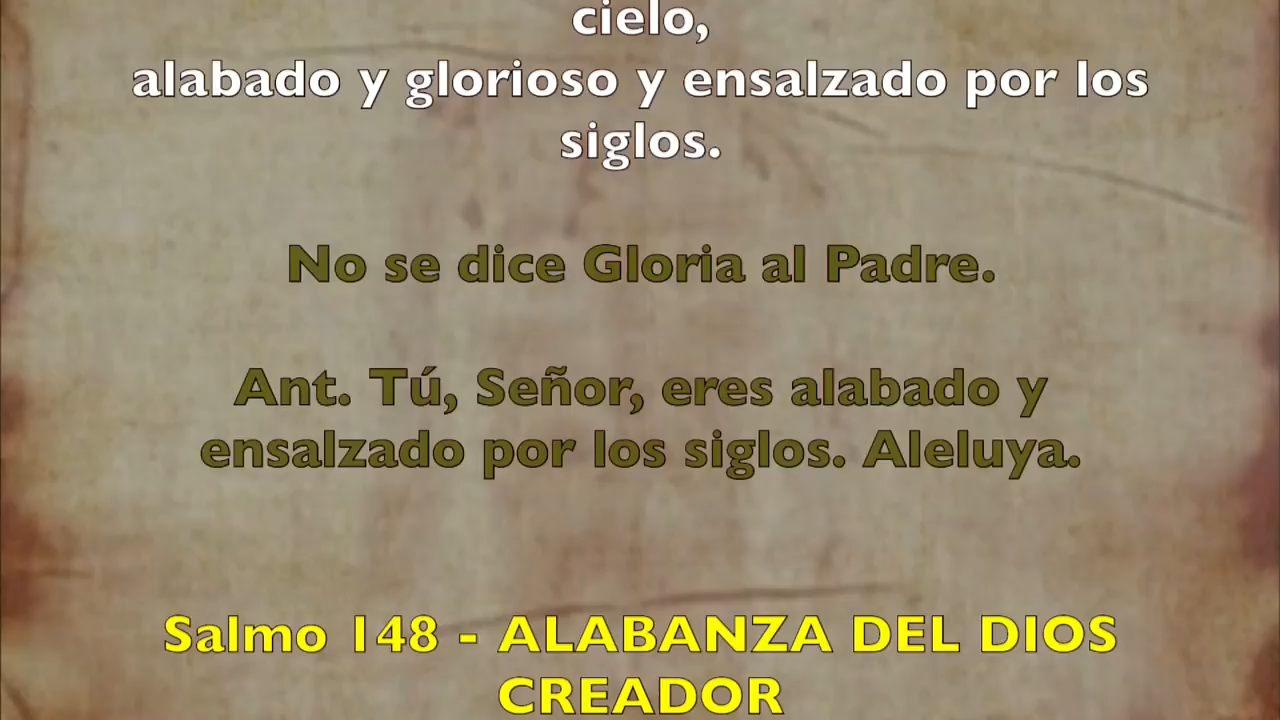 cielo,
alabado y glorioso y ensalzado por los
siglos.
No se dice Gloria al Padre.
Ant. Tú, Señor, eres alabado y
ensalzado por los siglos. Aleluya.
Salmo 148 - ALABANZA DEL DIOS
CREADOR